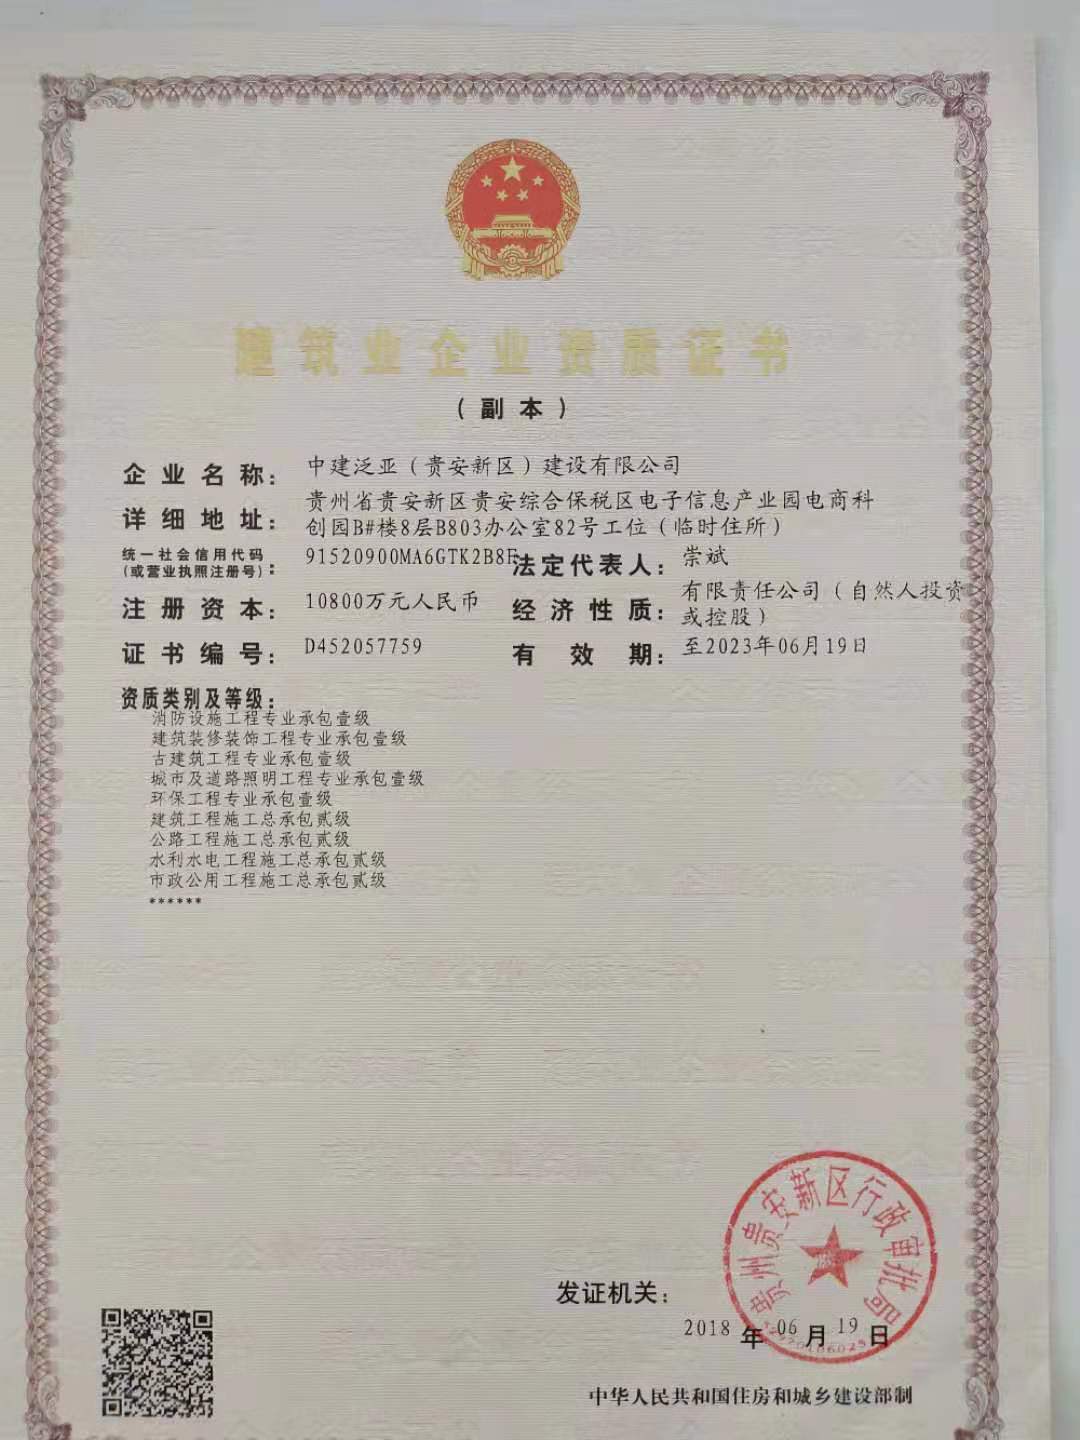 建筑业企业资质证书
（副本）
企业名称： 中建泛亚（贵安新区）建设有限公司
详细地址： 贵州省贵安新区贵安综合保税区电子信息产业园电商科
创园B#楼8层B803办公室82号工位（临时住所）
统一社会信用代码
（或营业执照注册号）： 91520900MA6GTK2B8F 法定代表人： 崇斌
注册资本： 10800万元人民币 经济性质： 有限责任公司（自然人投资
或控股）
证书编号： D452057759 有效期： 至2023年06月19日
资质类别及等级：
消防设施工程专业承包壹级
建筑装修装饰工程专业承包壹级
古建筑工程专业承包壹级
城市及道路照明工程专业承包壹级
环保工程专业承包壹级
建筑工程施工总承包贰级
公路工程施工总承包贰级
水利水电工程施工总承包贰级
市政公用工程施工总承包贰级
******
贵州贵安新区行政审批局
发证机关：
2018年06月19日
中华人民共和国住房和城乡建设部制